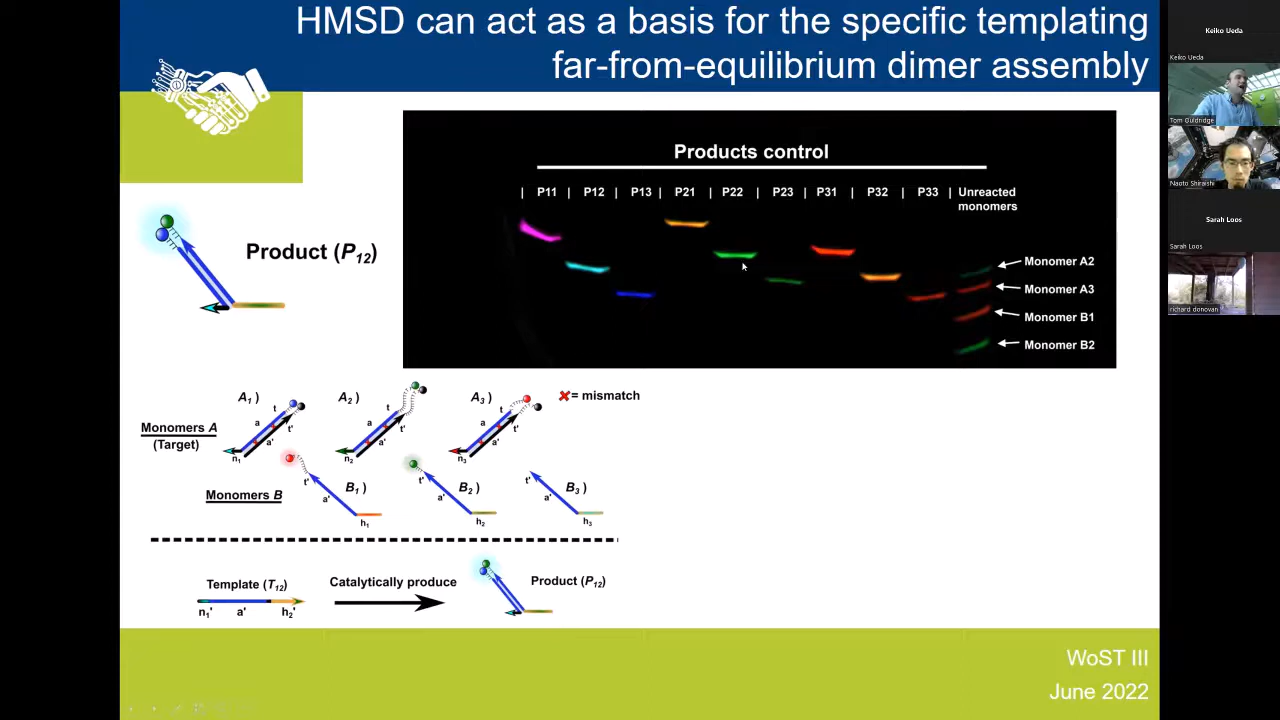 HMSD can act as a basis for the specific templating
far-from-equilibrium dimer assembly
Products control
| P11 | P12 | P13 | P21 | P22 | P23 | P31 | P32 | P33 | Unreacted
monomers
Monomer A2
Monomer A3
Monomer B1
Monomer B2
Product (P12)
Monomers A
(Target)
A1 )
t
a
t'
a'
n1
A2 )
t
a
t'
a'
n2
A3 )
t
a
t'
a'
n3
✗= mismatch
Monomers B
B1 )
t'
a'
h1
B2 )
t'
a'
h2
B3 )
t'
a'
h3
Template (T12)
n1'
a'
h2'
Catalytically produce
Product (P12)
WoST III
June 2022
Keiko Ueda
Keiko Ueda
Tom Ouldridge
Naoto Shiraishi
Sarah Loos
Sarah Loos
richard donovan